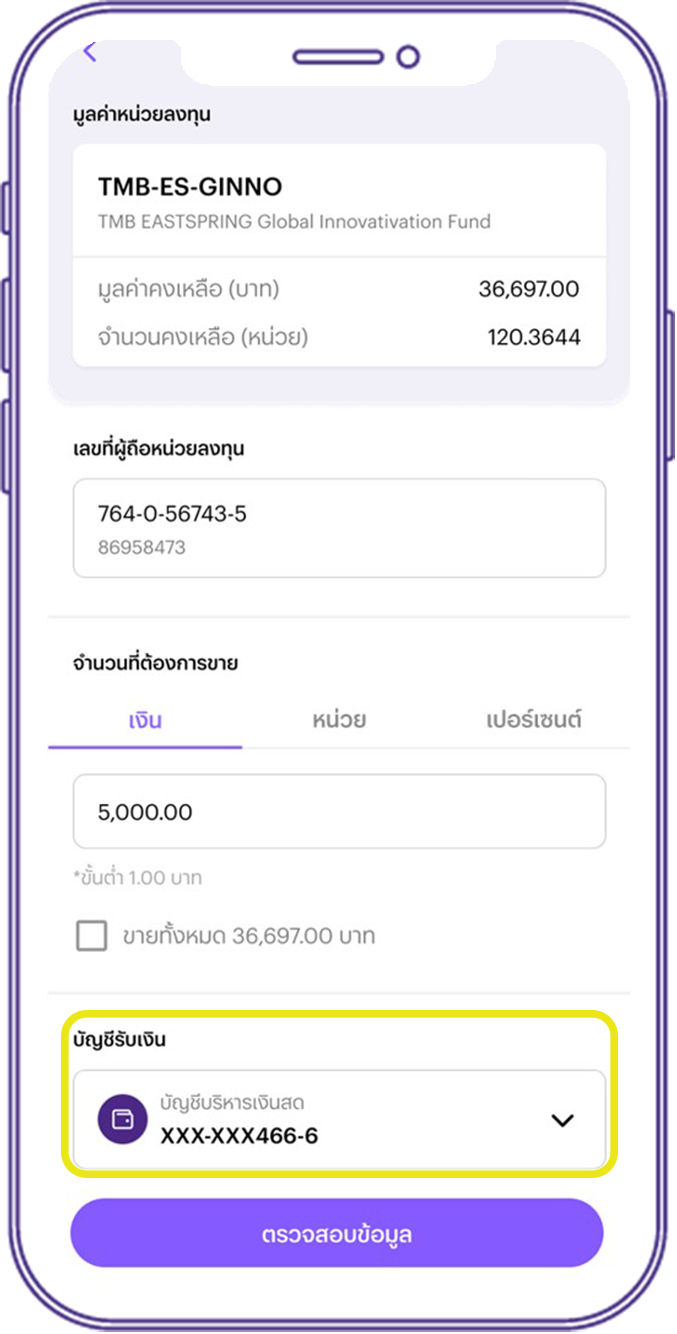 มูลค่าหน่วยลงทุน
TMB-ES-GINNO
TMB EASTSPRING Global Innovativation Fund
มูลค่าคงเหลือ (บาท) 36,697.00
จำนวนคงเหลือ (หน่วย) 120.3644
เลขที่ผู้ถือหน่วยลงทุน
764-0-56743-5
86958473
จำนวนที่ต้องการขาย
เงิน หน่วย เปอร์เซนต์
5,000.00
*ขั้นต่ำ 1.00 บาท
ขายทั้งหมด 36,697.00 บาท
บัญชีรับเงิน
บัญชีบริหารเงินสด
XXX-XXX466-6
ตรวจสอบข้อมูล